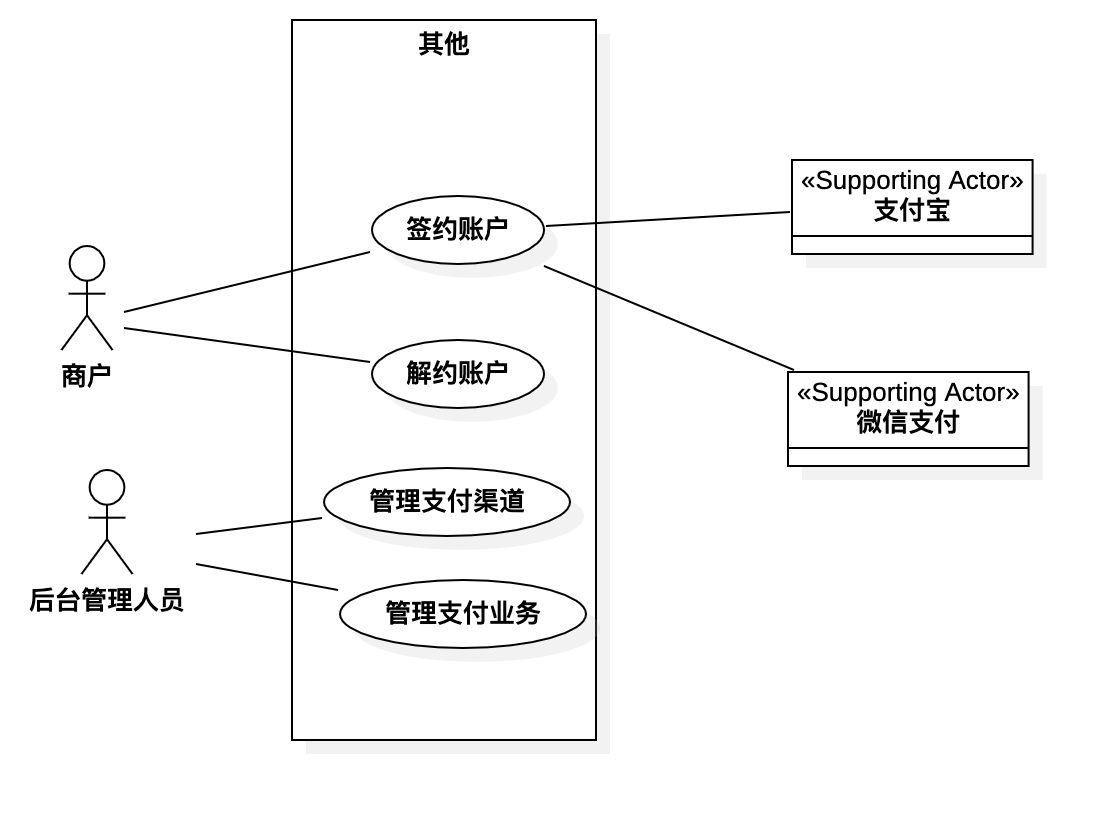 其他
签约账户
«Supporting Actor»
支付宝
商户
解约账户
«Supporting Actor»
微信支付
管理支付渠道
后台管理人员
管理支付业务